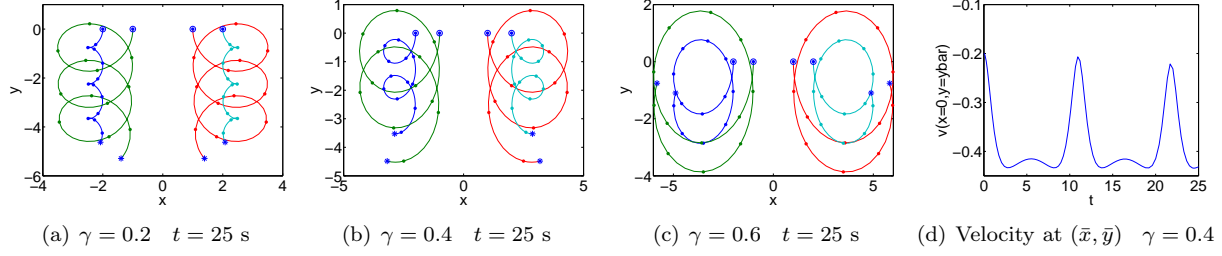 0
−2
−4
−6
y
−4 −2 0 2 4
x
(a) γ = 0.2 t = 25 s
1
0
−1
−2
−3
−4
−5
y
−5 0 5
x
(b) γ = 0.4 t = 25 s
2
0
−2
−4
y
−5 0 5
x
(c) γ = 0.6 t = 25 s
−0.1
−0.2
−0.3
−0.4
v(x=0,y=ybar)
0 5 10 15 20 25
t
(d) Velocity at (x̄, ȳ) γ = 0.4